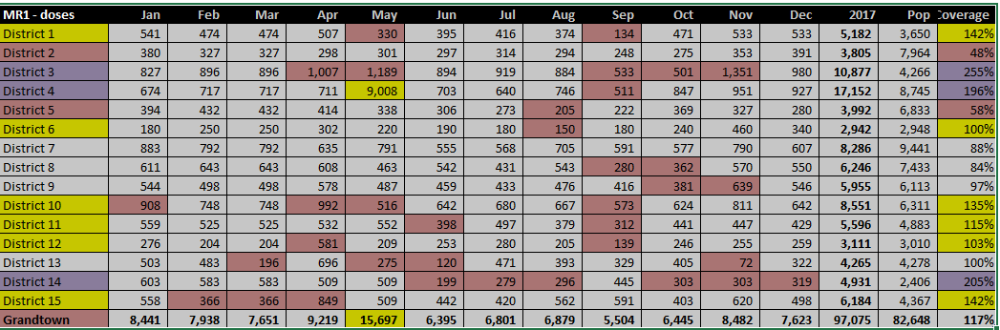 MR1 - doses Jan Feb Mar Apr May Jun Jul Aug Sep Oct Nov Dec 2017 Pop Coverage
District 1 541 474 474 507 330 395 416 374 134 471 533 533 5,182 3,650 142%
District 2 380 327 327 298 301 297 314 294 248 275 353 391 3,805 7,964 48%
District 3 827 896 896 1,007 1,189 894 919 884 533 501 1,351 980 10,877 4,266 255%
District 4 674 717 717 711 9,008 703 640 746 511 847 951 927 17,152 8,745 196%
District 5 394 432 432 414 338 306 273 205 222 369 327 280 3,992 6,833 58%
District 6 180 250 250 302 220 190 180 150 180 240 460 340 2,942 2,948 100%
District 7 883 792 792 635 791 555 568 705 591 577 790 607 8,286 9,441 88%
District 8 611 643 643 608 463 542 431 543 280 362 570 550 6,246 7,433 84%
District 9 544 498 498 578 487 459 433 476 416 381 639 546 5,955 6,113 97%
District 10 908 748 748 992 516 642 680 667 573 624 811 642 8,551 6,311 135%
District 11 559 525 525 532 552 398 497 379 312 441 447 429 5,596 4,883 115%
District 12 276 204 204 581 209 253 280 205 139 246 255 259 3,111 3,010 103%
District 13 503 483 196 696 275 120 471 393 329 405 72 322 4,265 4,278 100%
District 14 603 583 583 509 509 199 279 296 445 303 303 319 4,931 2,406 205%
District 15 558 366 366 849 509 442 420 562 591 403 620 498 6,184 4,367 142%
Grandtown 8,441 7,938 7,651 9,219 15,697 6,395 6,801 6,879 5,504 6,445 8,482 7,623 97,075 82,648 117%